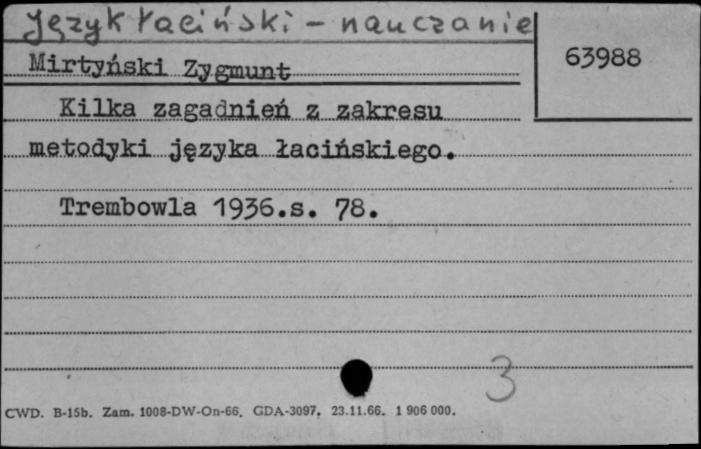 Język łaciński - nauczanie
63988
Mirtyński Zygmunt
Kilka zagadnień z zakresu
metodyki języka łacińskiego.
Trembowla 1936.s. 78.
3
CWD. B-15b. Zam. 1008-DW-On-66. GDA-3097. 23.11.66. 1 906 000.